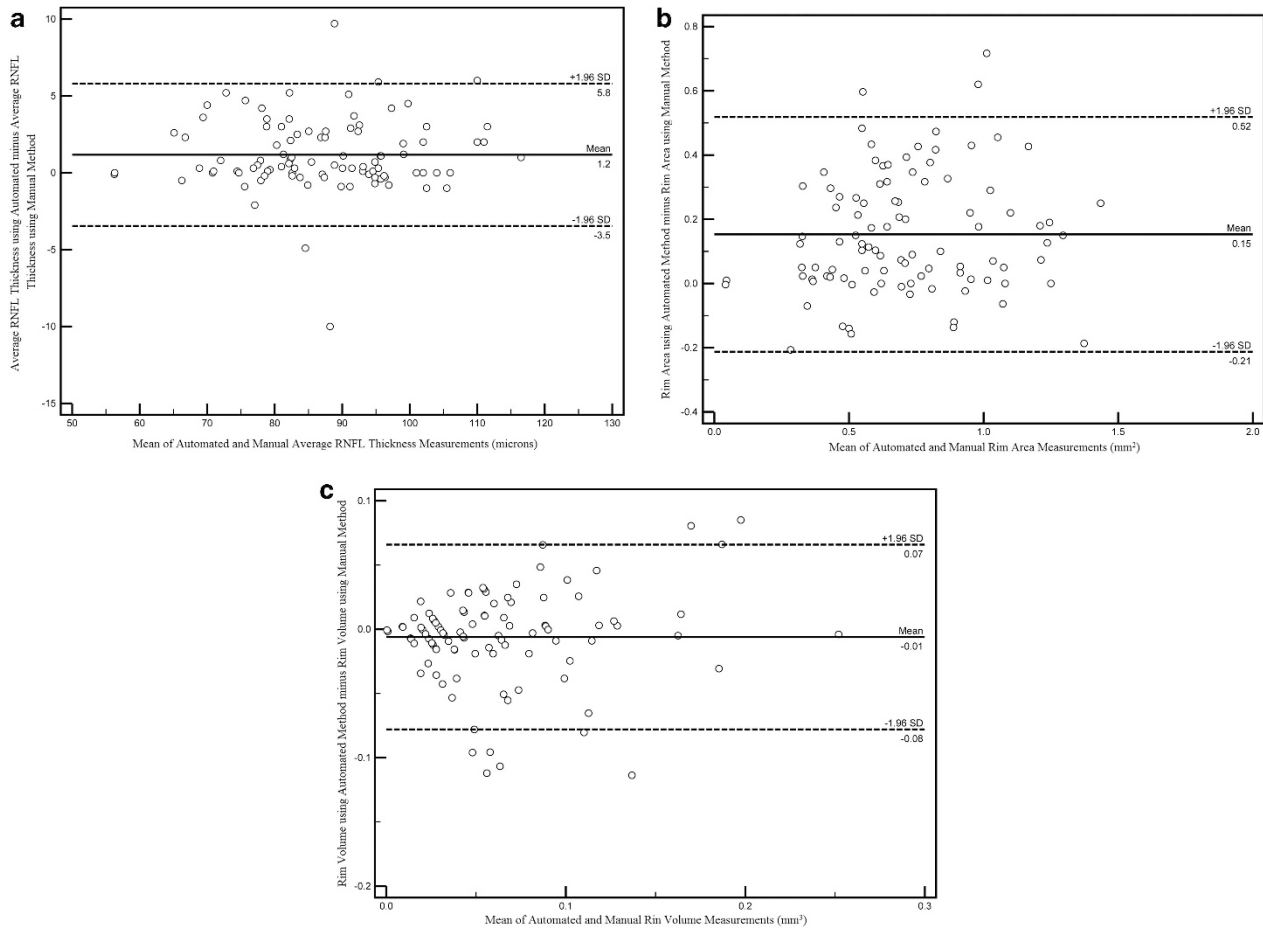 a
Average RNFL Thickness using Automated minus Average RNFL
Thickness using Manual Method
10
5
0
-5
-10
-15
+1.96 SD
5.8
Mean
1.2
-1.96 SD
-3.5
50 60 70 80 90 100 110 120 130
Mean of Automated and Manual Average RNFL Thickness Measurements (microns)
b
Rim Area using Automated Method minus Rim Area using Manual Method
0.8
0.6
0.4
0.2
0.0
-0.2
-0.4
+1.96 SD
0.52
Mean
0.15
-1.96 SD
-0.21
0.0 0.5 1.0 1.5 2.0
Mean of Automated and Manual Rim Area Measurements (mm²)
c
Rim Volume using Automated Method minus Rim Volume using Manual Method
0.1
0.0
-0.1
-0.2
+1.96 SD
0.07
Mean
-0.01
-1.96 SD
-0.08
0.0 0.1 0.2 0.3
Mean of Automated and Manual Rin Volume Measurements (mm³)